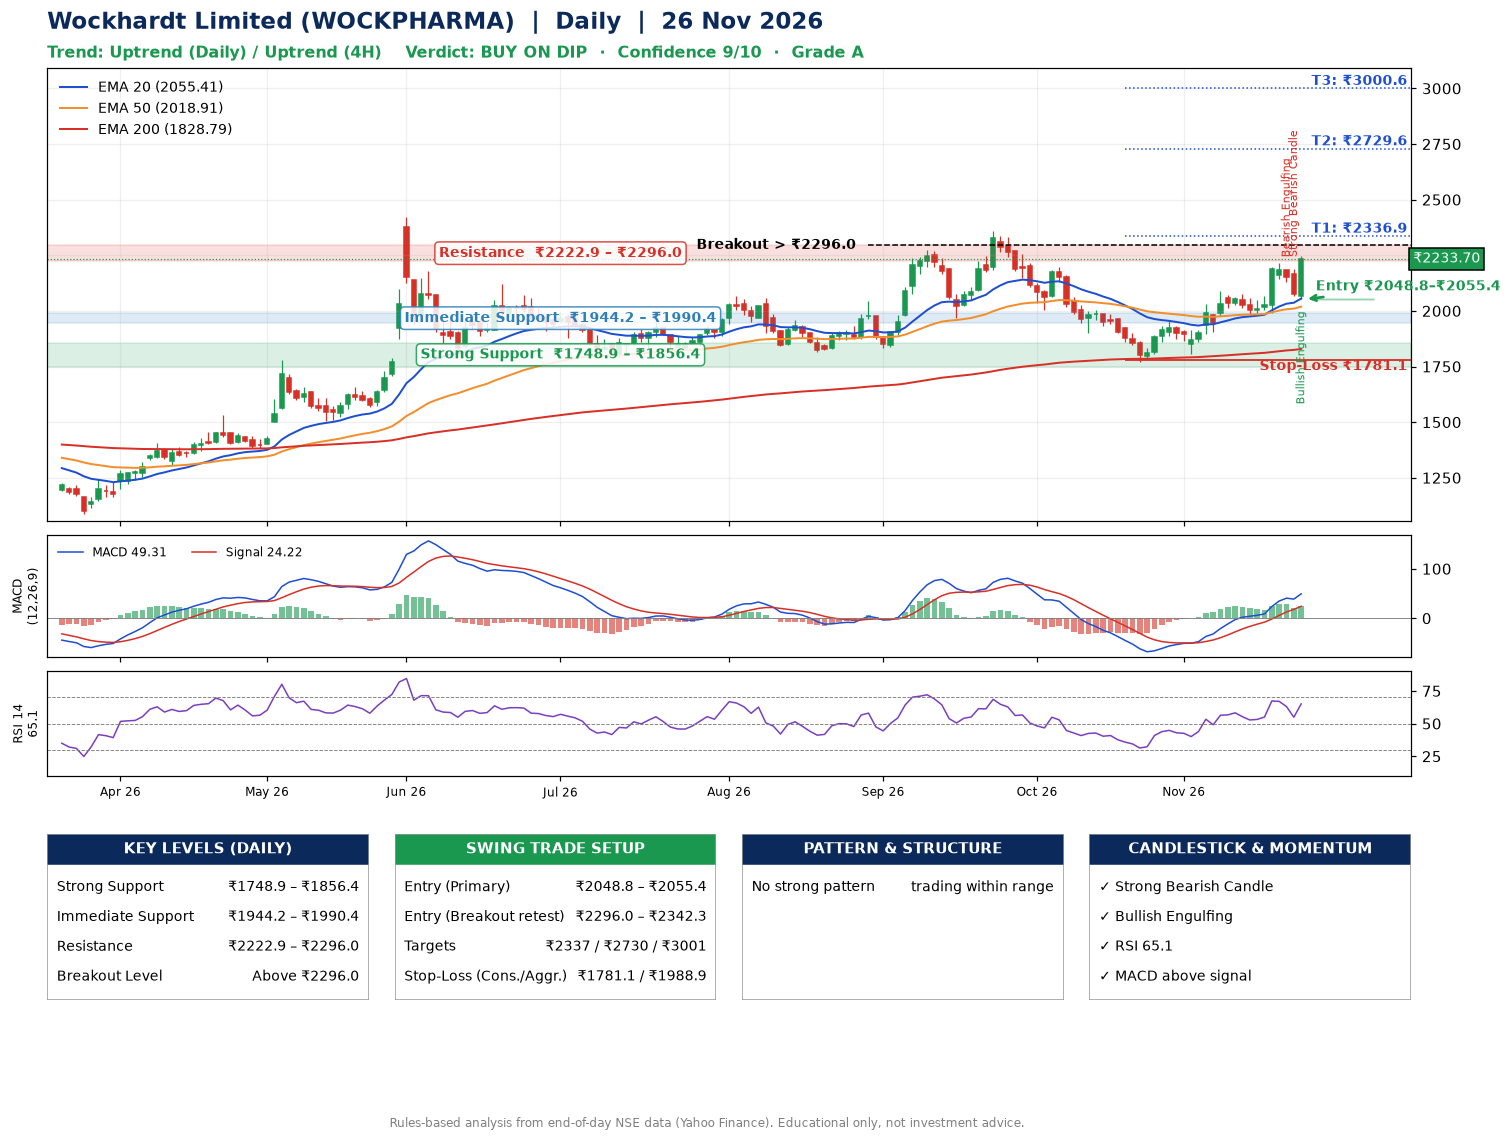 Wockhardt Limited (WOCKPHARMA)  |  Daily  |  26 Nov 2026
Trend: Uptrend (Daily) / Uptrend (4H)    Verdict: BUY ON DIP  ·  Confidence 9/10  ·  Grade A
EMA 20 (2055.41)
EMA 50 (2018.91)
EMA 200 (1828.79)
T3: ₹3000.6
T2: ₹2729.6
T1: ₹2336.9
Bearish Engulfing
Strong Bearish Candle
Breakout > ₹2296.0
Resistance  ₹2222.9 – ₹2296.0
₹2233.70
Entry ₹2048.8–₹2055.4
Immediate Support  ₹1944.2 – ₹1990.4
Strong Support  ₹1748.9 – ₹1856.4
Stop-Loss ₹1781.1
Bullish Engulfing
3000
2750
2500
2000
1750
1500
1250
MACD 49.31
Signal 24.22
MACD
(12,26,9)
100
0
RSI 14
65.1
75
50
25
Apr 26
May 26
Jun 26
Jul 26
Aug 26
Sep 26
Oct 26
Nov 26
KEY LEVELS (DAILY)
Strong Support ₹1748.9 – ₹1856.4
Immediate Support ₹1944.2 – ₹1990.4
Resistance ₹2222.9 – ₹2296.0
Breakout Level Above ₹2296.0
SWING TRADE SETUP
Entry (Primary) ₹2048.8 – ₹2055.4
Entry (Breakout retest) ₹2296.0 – ₹2342.3
Targets ₹2337 / ₹2730 / ₹3001
Stop-Loss (Cons./Aggr.) ₹1781.1 / ₹1988.9
PATTERN & STRUCTURE
No strong pattern trading within range
CANDLESTICK & MOMENTUM
✓ Strong Bearish Candle
✓ Bullish Engulfing
✓ RSI 65.1
✓ MACD above signal
Rules-based analysis from end-of-day NSE data (Yahoo Finance). Educational only, not investment advice.